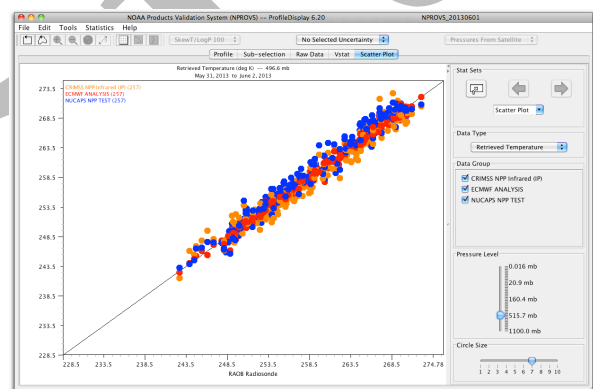 NOAA Products Validation System (NPROVS) -- ProfileDisplay 6.20 NPROVS_20130601
File Edit Tools Statistics Help
SkewT/LogP 100 No Selected Uncertainty Pressures From Satellite
Profile Sub-selection Raw Data Vstat Scatter Plot
Retrieved Temperature (deg K) — 496.6 mb
May 31, 2013 to June 2, 2013
CRIMSS NPP Infrared (IP) (257)
ECMWF ANALYSIS (257)
NUCAPS NPP TEST (257)
273.5
268.5
263.5
258.5
253.5
248.5
243.5
238.5
233.5
228.5
228.5 233.5 238.5 243.5 248.5 253.5 258.5 263.5 268.5 274.78
RAOB Radiosonde
Stat Sets
Scatter Plot
Data Type
Retrieved Temperature
Data Group
CRIMSS NPP Infrared (IP)
ECMWF ANALYSIS
NUCAPS NPP TEST
Pressure Level
0.016 mb
20.9 mb
160.4 mb
515.7 mb
1100.0 mb
Circle Size
1 2 3 4 5 6 7 8 9 10